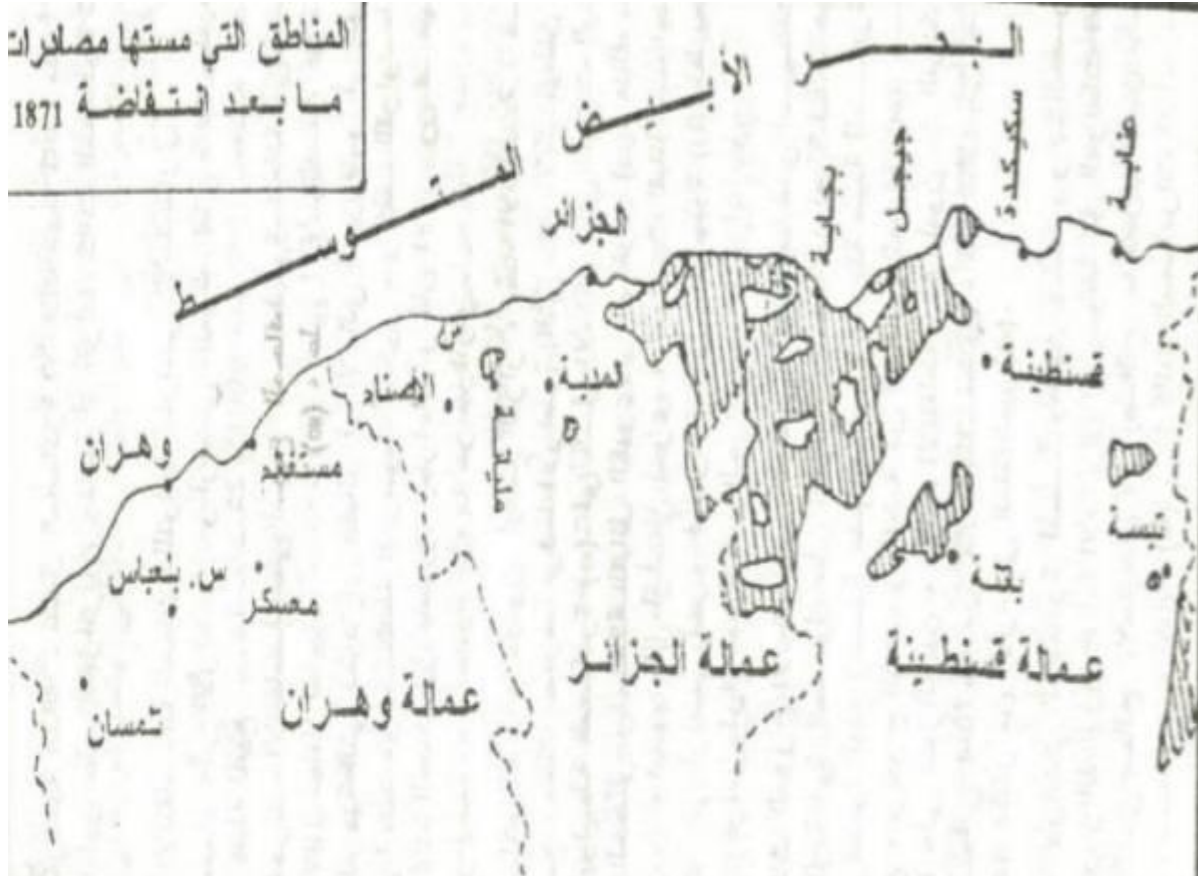 المناطق التي مستها مصادرات
ما بعد انتفاضة 1871
البحر الأبيض المتوسط
عنابة
سكيكدة
جيجل
بجاية
الجزائر
قسنطينة
المدية
مليانة
الأصنام
مستغانم
وهران
تبسة
باتنة
معسكر
س. بلعباس
تلمسان
عمالة قسنطينة
عمالة الجزائر
عمالة وهران